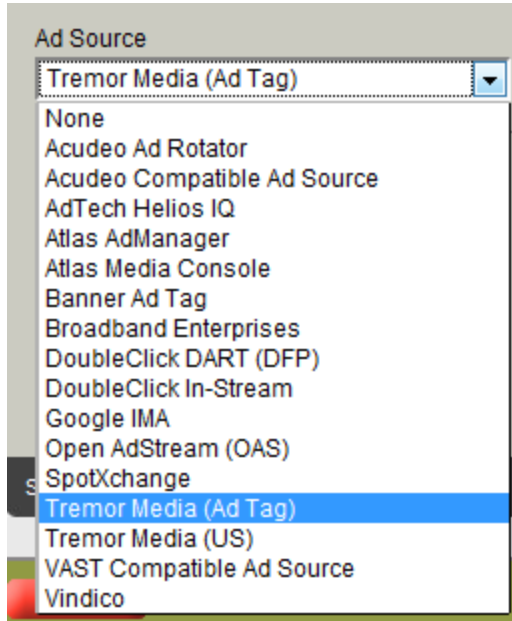 Ad Source
Tremor Media (Ad Tag)
None
Acudeo Ad Rotator
Acudeo Compatible Ad Source
AdTech Helios IQ
Atlas AdManager
Atlas Media Console
Banner Ad Tag
Broadband Enterprises
DoubleClick DART (DFP)
DoubleClick In-Stream
Google IMA
Open AdStream (OAS)
SpotXchange
Tremor Media (Ad Tag)
Tremor Media (US)
VAST Compatible Ad Source
Vindico